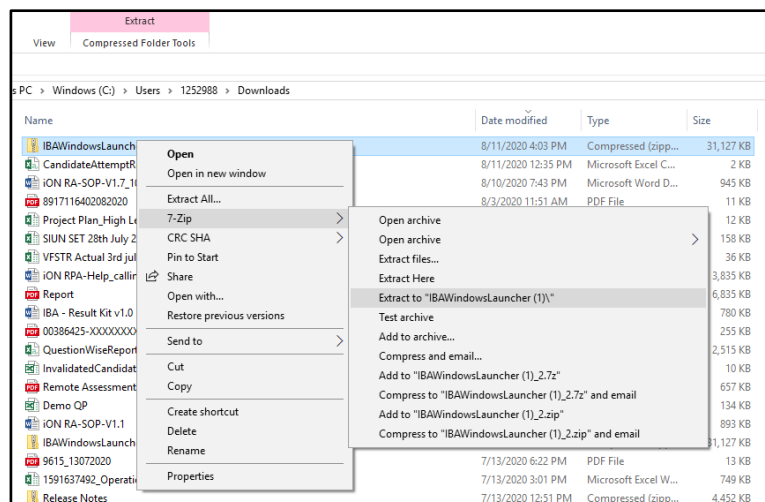 Extract
View Compressed Folder Tools
s PC > Windows (C:) > Users > 1252988 > Downloads
Name Date modified Type Size
IBAWindowsLaunch 8/11/2020 4:03 PM Compressed (zipp... 31,127 KB
CandidateAttemptR 8/11/2020 12:35 PM Microsoft Excel C... 2 KB
iON RA-SOP-V1.7_10 8/10/2020 7:43 PM Microsoft Word D... 945 KB
8917116402082020 8/3/2020 11:51 AM PDF File 11 KB
Project Plan_High Le 12 KB
SIUN SET 28th July 2 158 KB
VFSTR Actual 3rd jul 36 KB
iON RPA-Help_callin 3,835 KB
Report 6,835 KB
IBA - Result Kit v1.0 780 KB
00386425-XXXXXXX 255 KB
QuestionWiseReport 2,515 KB
InvalidatedCandidat 10 KB
Remote Assessment 657 KB
Demo QP 134 KB
iON RA-SOP-V1.1 893 KB
IBAWindowsLaunch 31,127 KB
9615_13072020 7/13/2020 6:22 PM PDF File 13 KB
1591637492_Operati 7/13/2020 3:01 PM Microsoft Excel W... 749 KB
Release Notes 7/13/2020 12:51 PM Compressed (zipp... 4,452 KB
Open
Open in new window
Extract All...
7-Zip
CRC SHA
Pin to Start
Share
Open with...
Restore previous versions
Send to
Cut
Copy
Create shortcut
Delete
Rename
Properties
Open archive
Open archive
Extract files...
Extract Here
Extract to "IBAWindowsLauncher (1)\"
Test archive
Add to archive...
Compress and email...
Add to "IBAWindowsLauncher (1)_2.7z"
Compress to "IBAWindowsLauncher (1)_2.7z" and email
Add to "IBAWindowsLauncher (1)_2.zip"
Compress to "IBAWindowsLauncher (1)_2.zip" and email